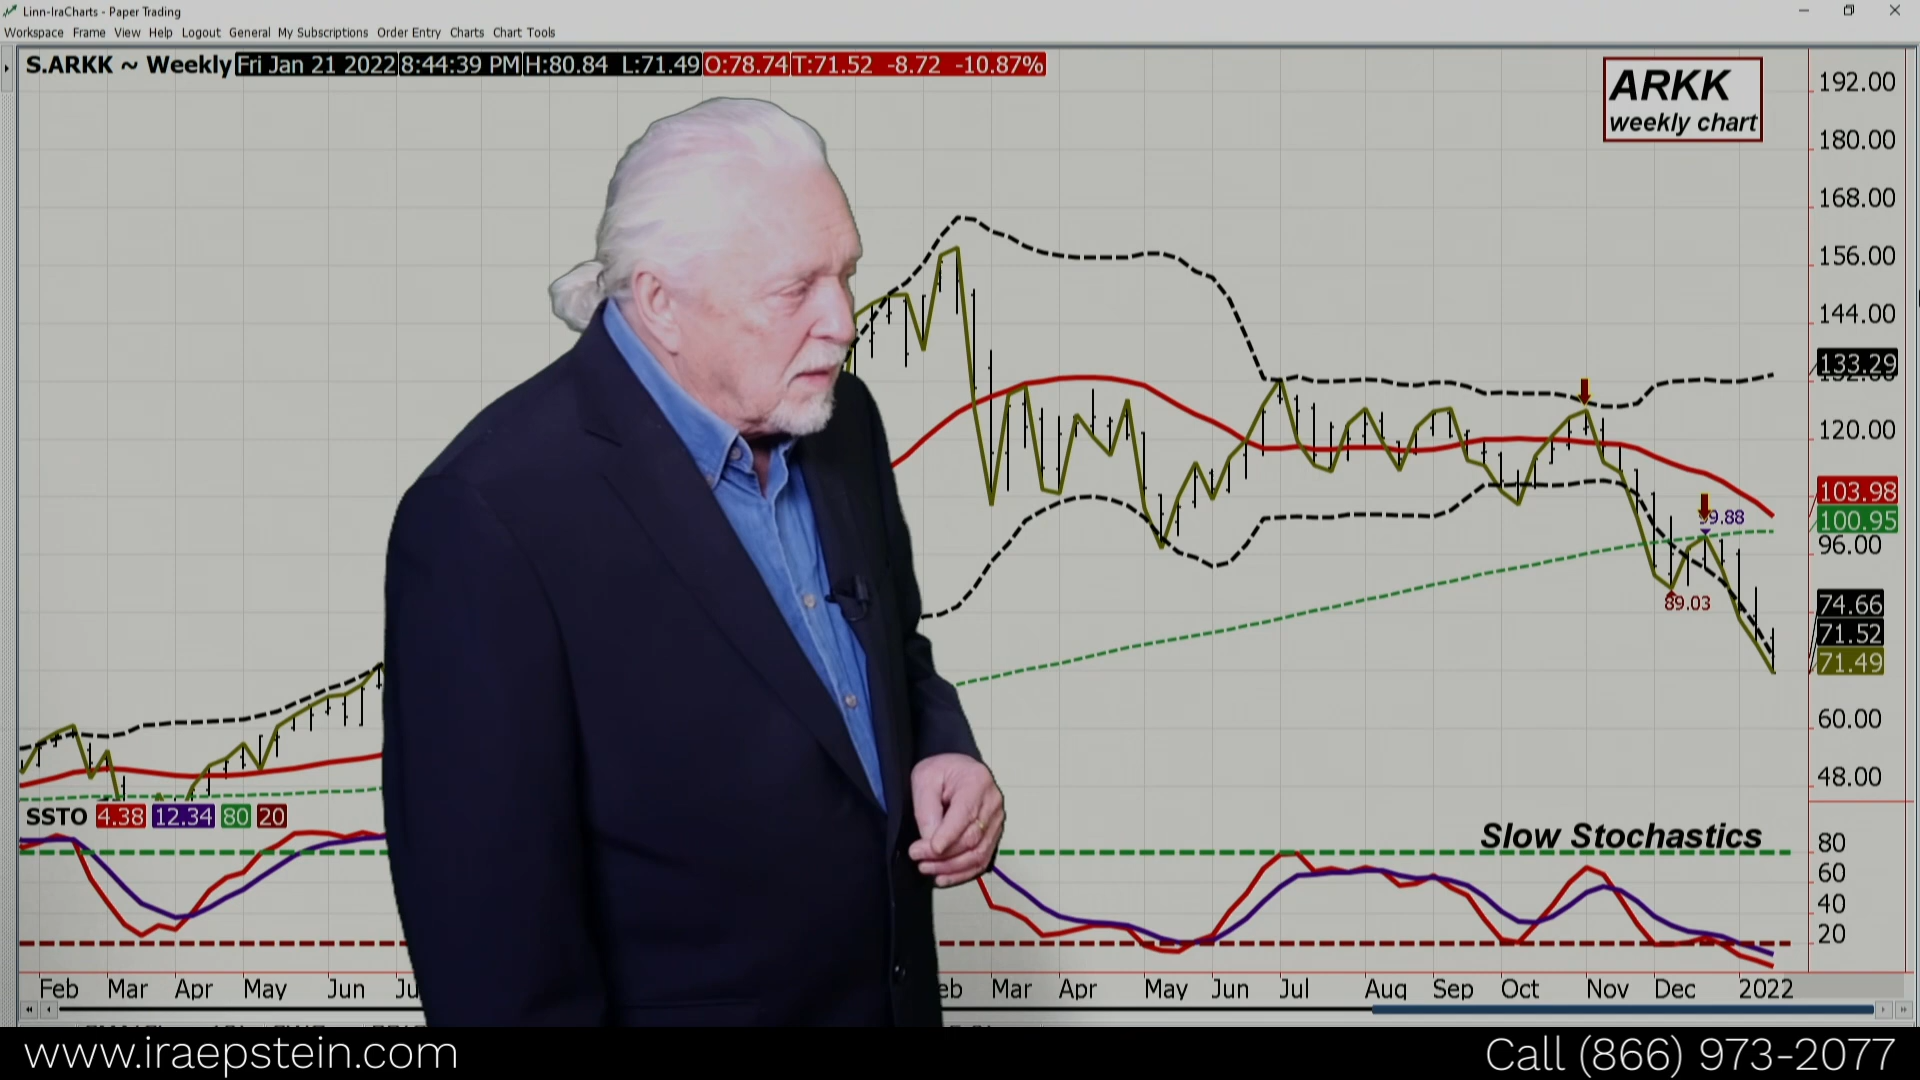 Linn-IraCharts - Paper Trading
Workspace Frame View Help Logout General My Subscriptions Order Entry Charts Chart Tools
S.ARKK ~ Weekly Fri Jan 21 2022 8:44:39 PM H:80.84 L:71.49 O:78.74 T:71.52 -8.72 -10.87%
ARKK
weekly chart
192.00
180.00
168.00
156.00
144.00
133.29
120.00
103.98
99.88
100.95
96.00
89.03
74.66
71.52
71.49
60.00
48.00
SSTO 4.38 12.34 80 20
Slow Stochastics
80
60
40
20
Feb Mar Apr May Jun Mar Apr May Jun Jul Aug Sep Oct Nov Dec 2022
www.iraepstein.com
Call (866) 973-2077